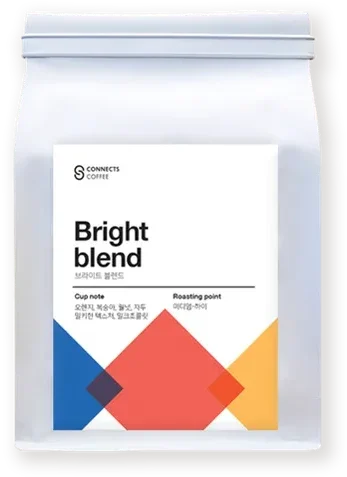 CONNECTS
COFFEE
Bright
blend
브라이트 블렌드
Cup note
오렌지, 복숭아, 월넛, 자두
밀키한 텍스처, 밀크초콜릿
Roasting point
미디엄-하이